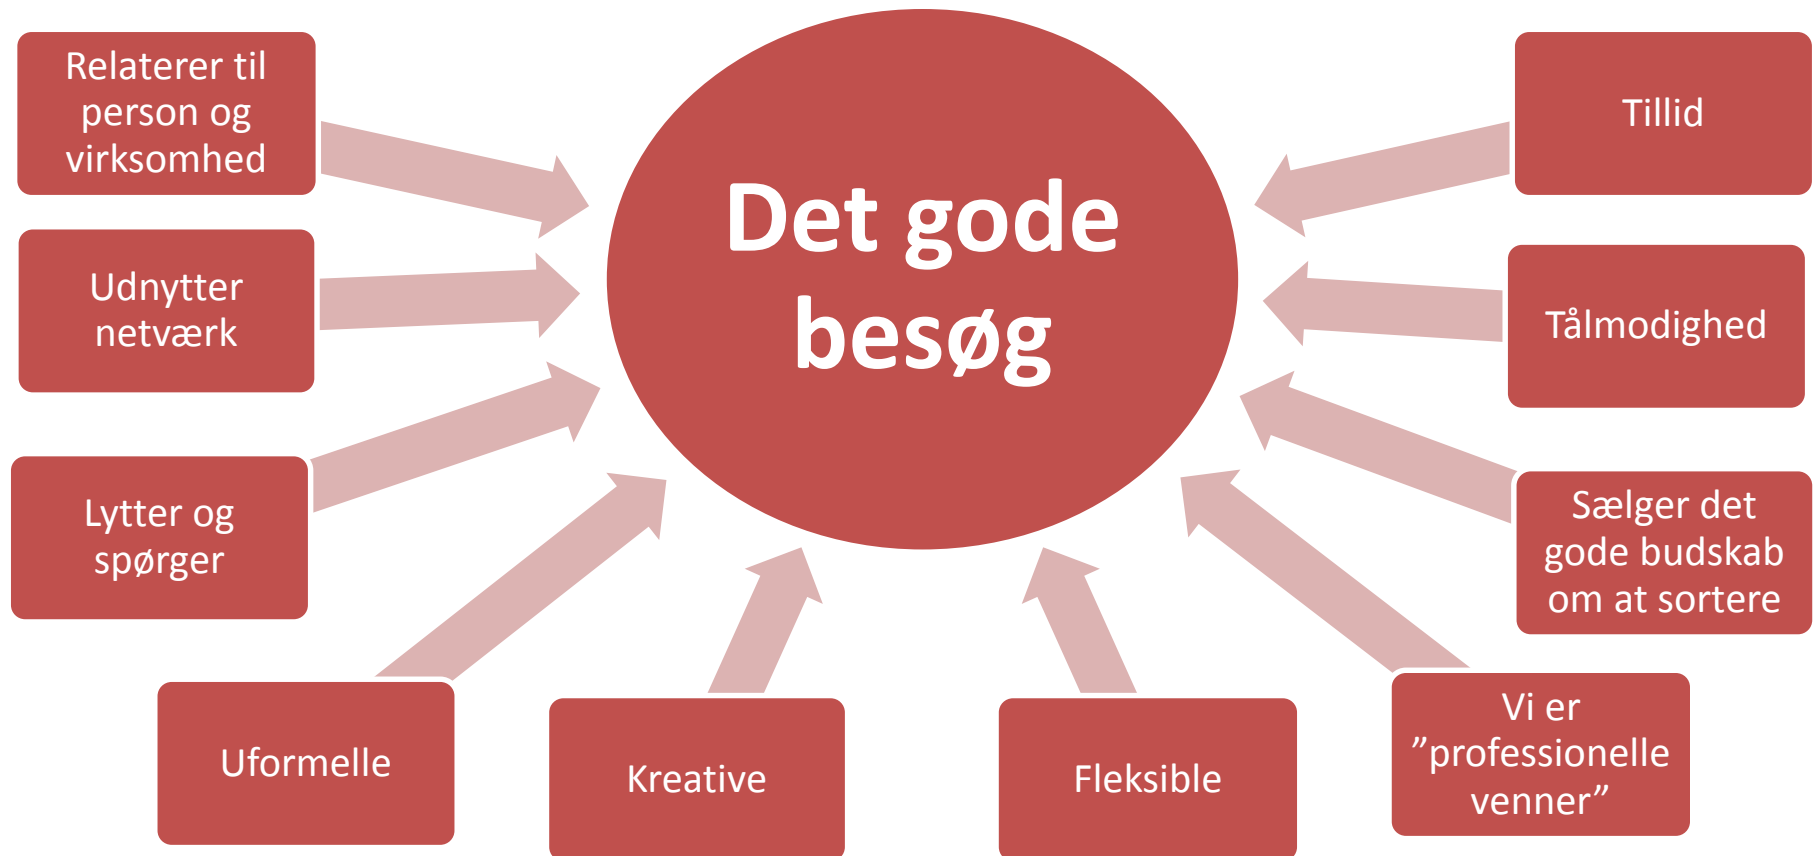 Relaterer til
person og
virksomhed
Udnytter
netværk
Lytter og
spørger
Uformelle
Kreative
Det gode
besøg
Fleksible
Vi er
”professionelle
venner”
Sælger det
gode budskab
om at sortere
Tålmodighed
Tillid